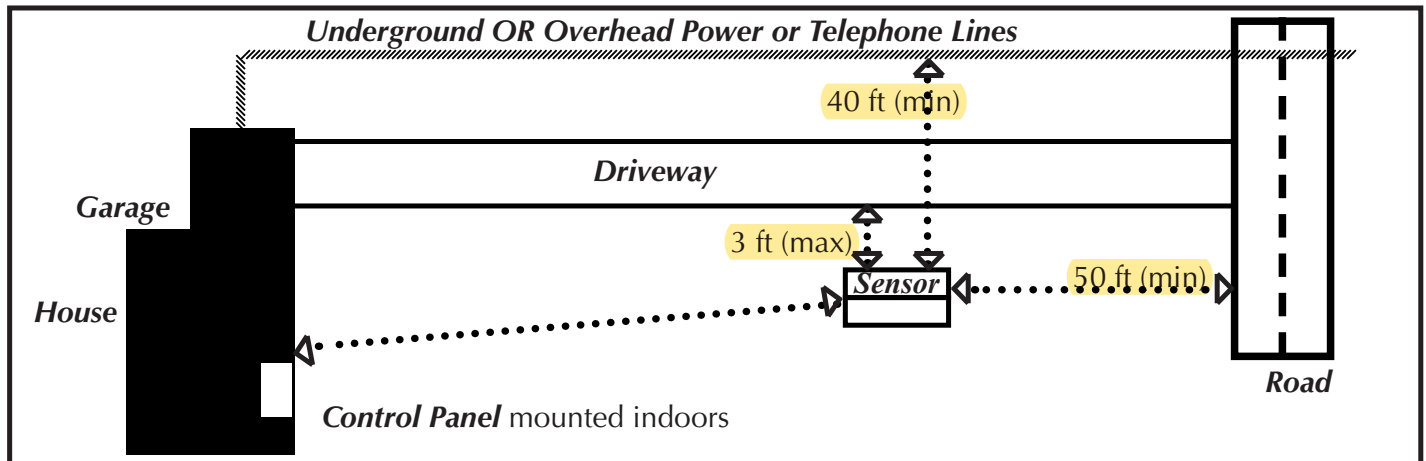 Underground OR Overhead Power or Telephone Lines
40 ft (min)
Driveway
Garage
3 ft (max)
Sensor
50 ft (min)
House
Road
Control Panel mounted indoors